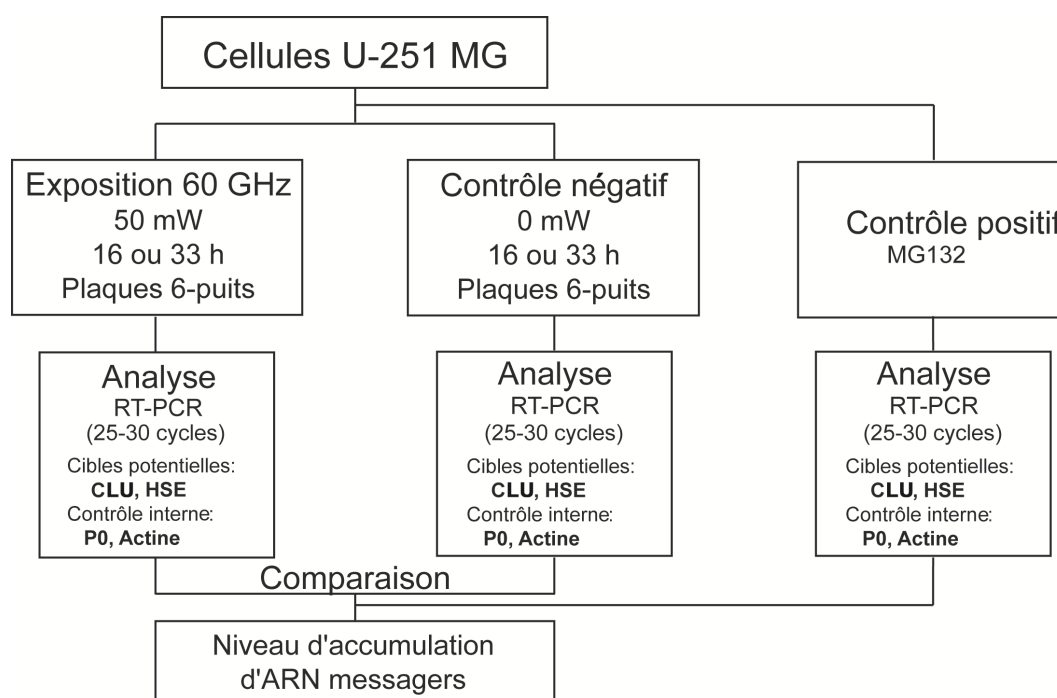 Cellules U-251 MG
Exposition 60 GHz
50 mW
16 ou 33 h
Plaques 6-puits
Contrôle négatif
0 mW
16 ou 33 h
Plaques 6-puits
Contrôle positif
MG132
Analyse
RT-PCR
(25-30 cycles)
Cibles potentielles:
CLU, HSE
Contrôle interne:
P0, Actine
Analyse
RT-PCR
(25-30 cycles)
Cibles potentielles:
CLU, HSE
Contrôle interne:
P0, Actine
Analyse
RT-PCR
(25-30 cycles)
Cibles potentielles:
CLU, HSE
Contrôle interne:
P0, Actine
Comparaison
Niveau d'accumulation
d'ARN messagers